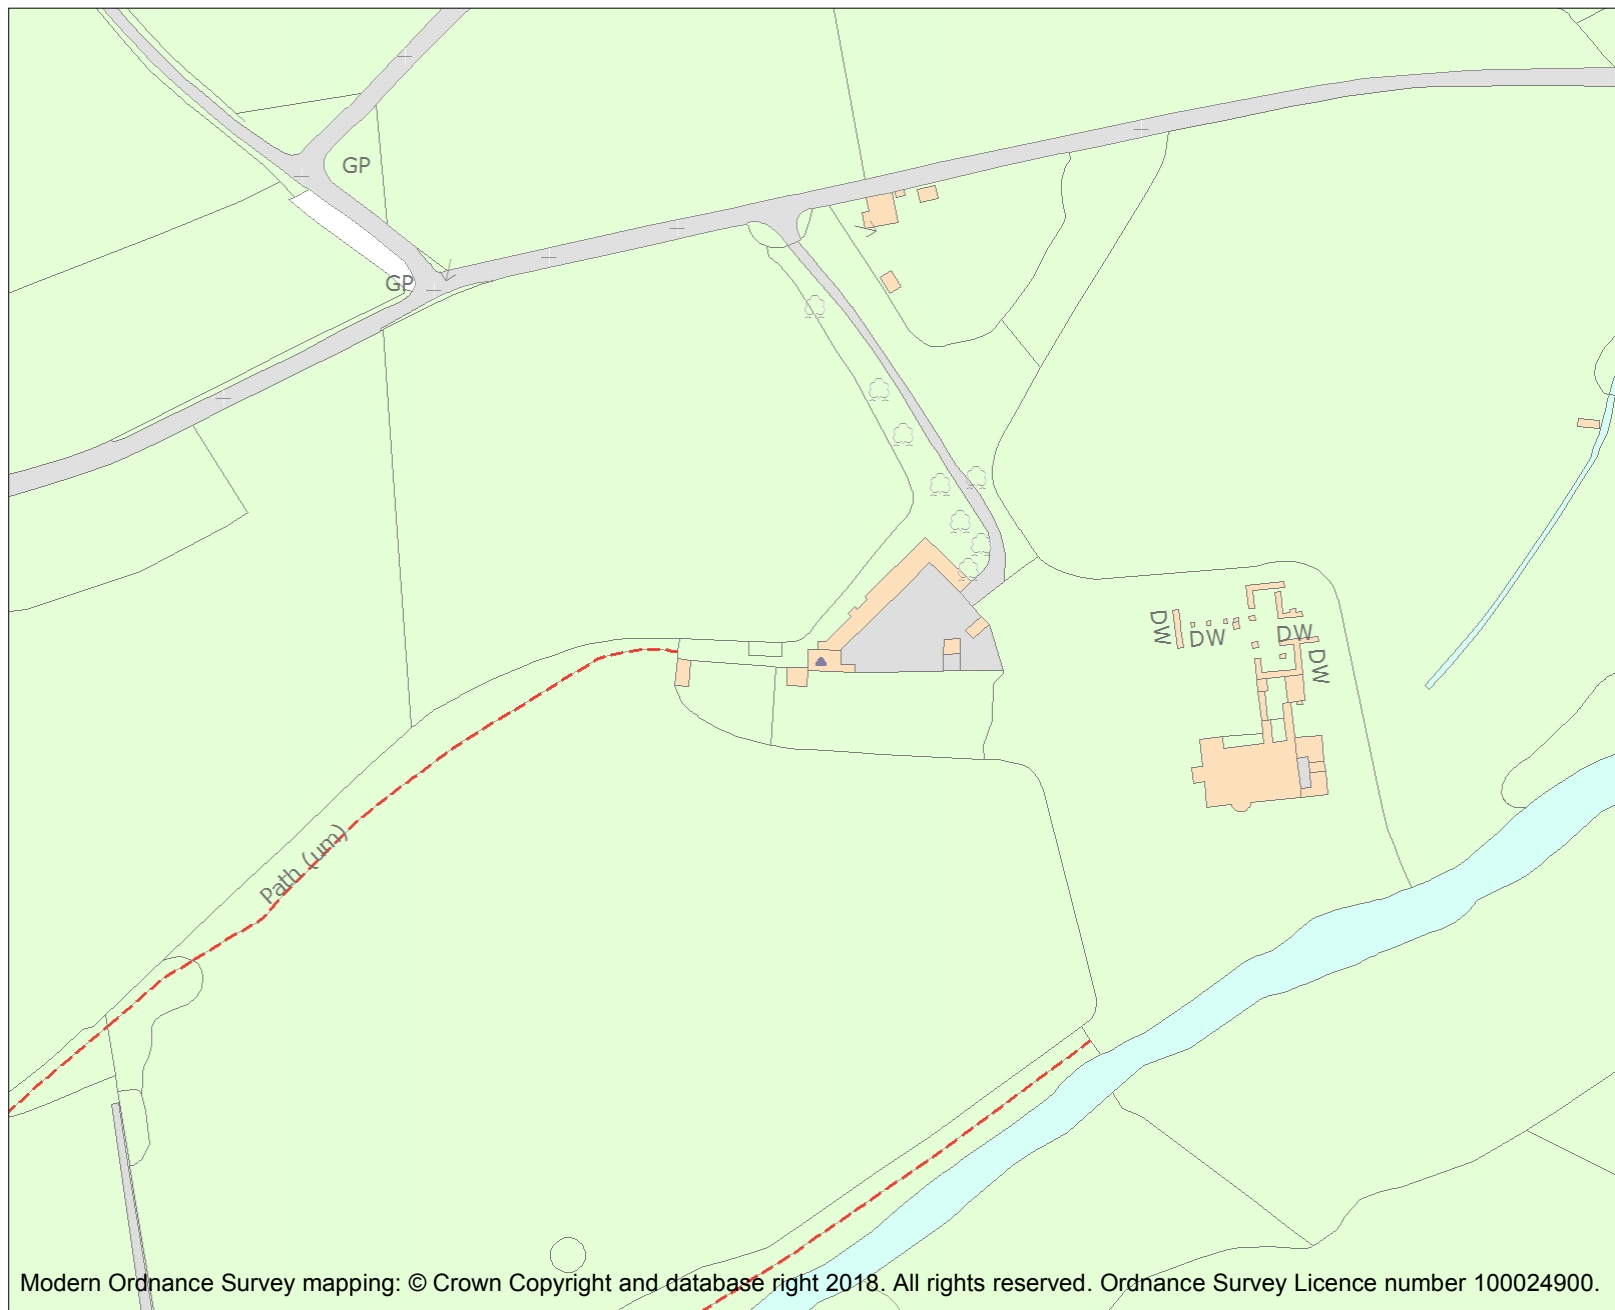 GP
GP
DW
DW
DW
DW
Path (um)
Modern Ordnance Survey mapping: © Crown Copyright and database right 2018. All rights reserved. Ordnance Survey Licence number 100024900.